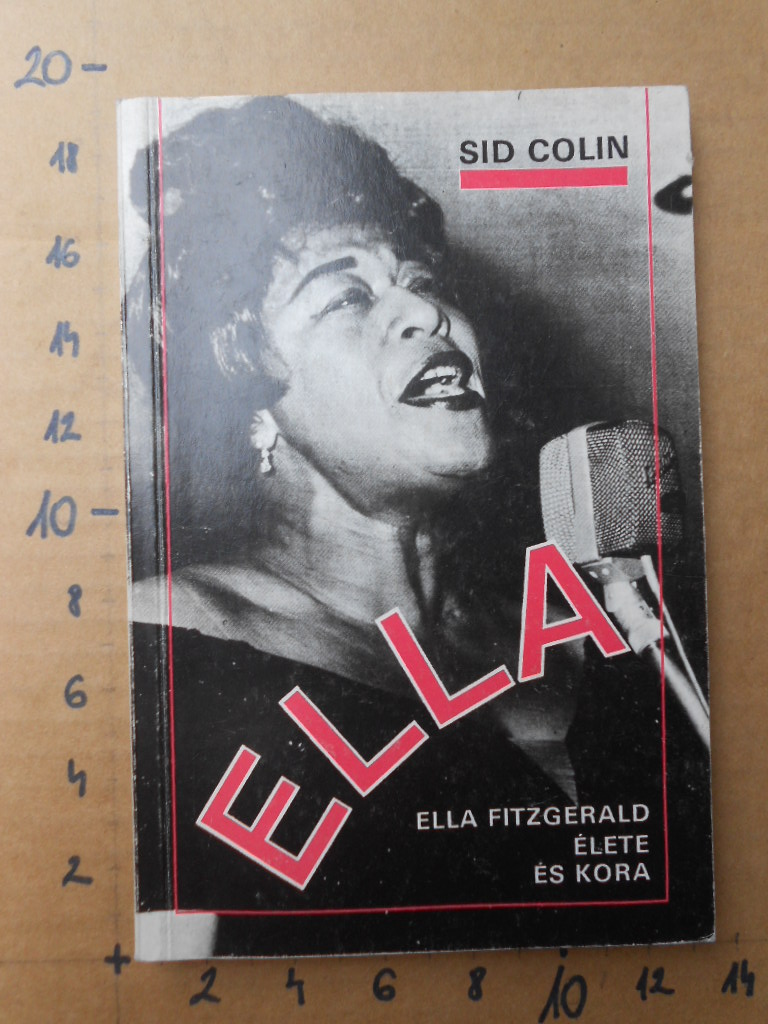 20
18
16
14
12
10
8
6
4
2
SID COLIN
ELLA
ELLA FITZGERALD
ÉLETE
ÉS KORA
+ 2 4 6 8 10 12 14